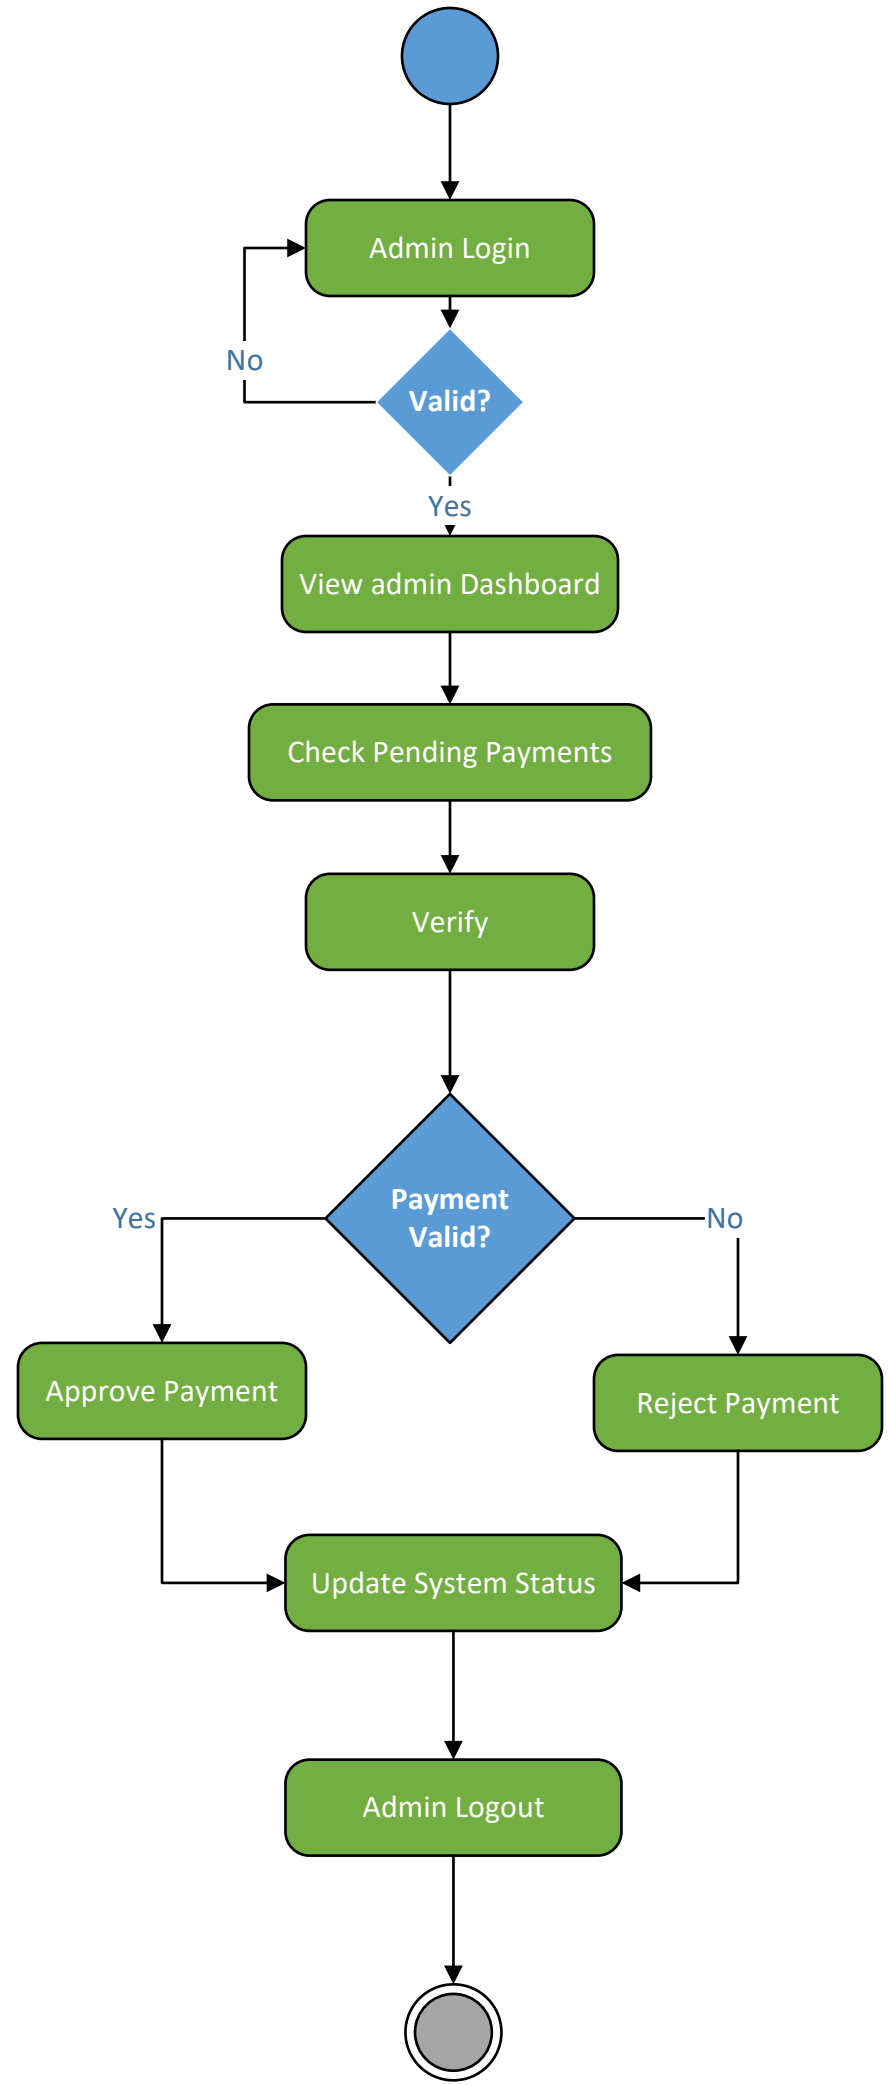 Admin Login
No
Valid?
Yes
View admin Dashboard
Check Pending Payments
Verify
Payment
Valid?
Yes
No
Approve Payment
Reject Payment
Update System Status
Admin Logout